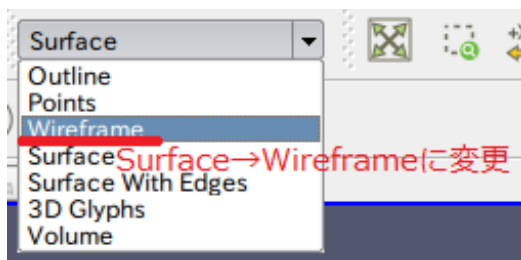 Surface
Outline
Points
Wireframe
Surface
Surface→Wireframeに変更
Surface With Edges
3D Glyphs
Volume